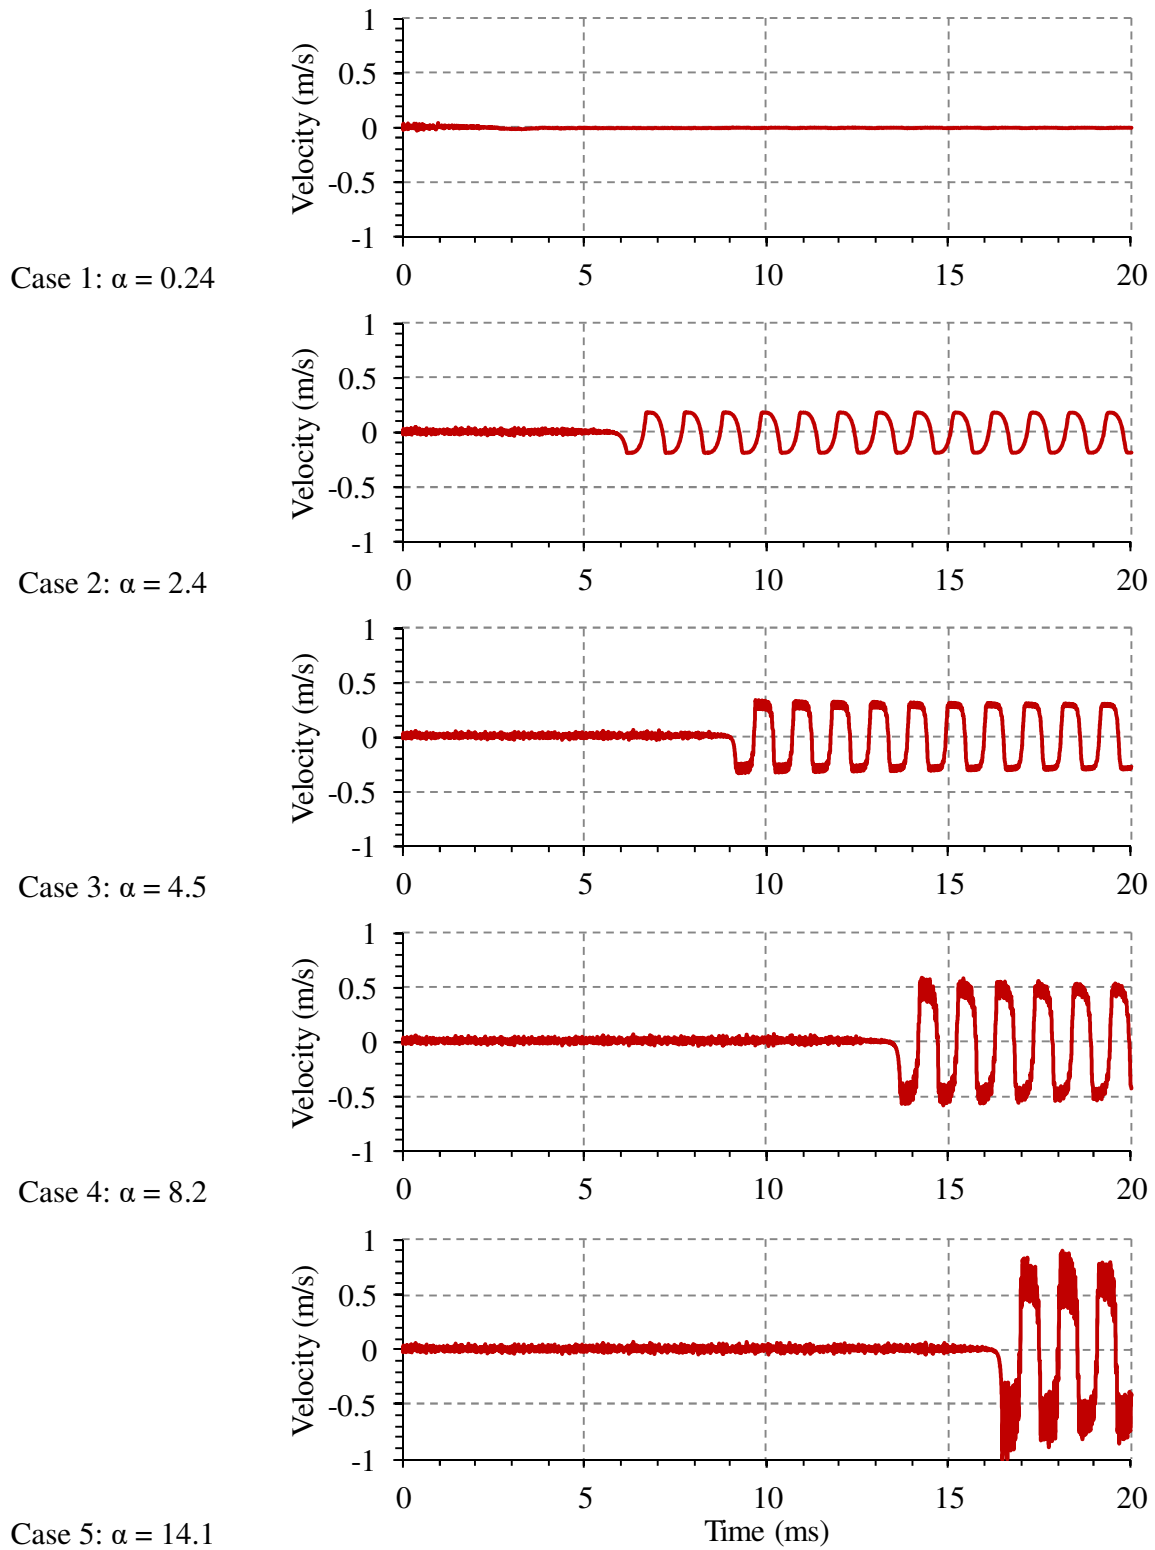 1
0.5
0
-0.5
-1
Velocity (m/s)
0 5 10 15 20
Case 1: α = 0.24
1
0.5
0
-0.5
-1
Velocity (m/s)
0 5 10 15 20
Case 2: α = 2.4
1
0.5
0
-0.5
-1
Velocity (m/s)
0 5 10 15 20
Case 3: α = 4.5
1
0.5
0
-0.5
-1
Velocity (m/s)
0 5 10 15 20
Case 4: α = 8.2
1
0.5
0
-0.5
-1
Velocity (m/s)
0 5 10 15 20
Time (ms)
Case 5: α = 14.1